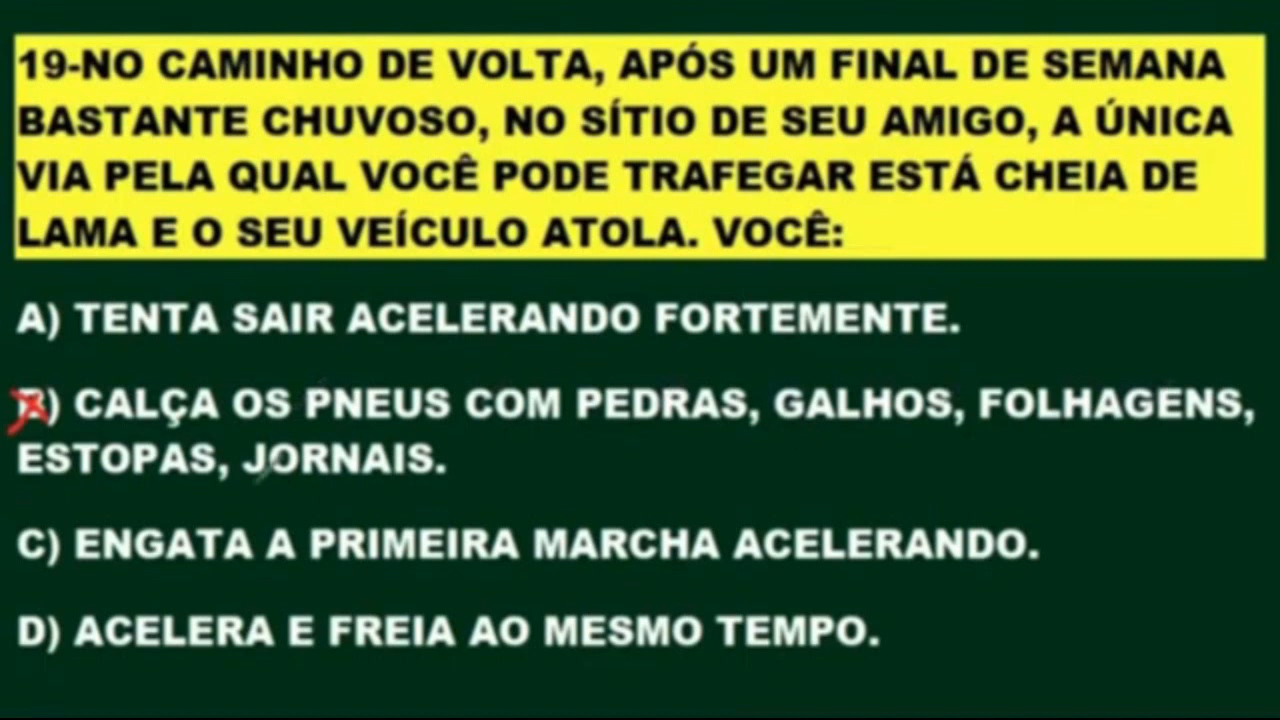 19-NO CAMINHO DE VOLTA, APÓS UM FINAL DE SEMANA
BASTANTE CHUVOSO, NO SÍTIO DE SEU AMIGO, A ÚNICA
VIA PELA QUAL VOCÊ PODE TRAFEGAR ESTÁ CHEIA DE
LAMA E O SEU VEÍCULO ATOLA. VOCÊ:
A) TENTA SAIR ACELERANDO FORTEMENTE.
B) CALÇA OS PNEUS COM PEDRAS, GALHOS, FOLHAGENS,
ESTOPAS, JORNAIS.
C) ENGATA A PRIMEIRA MARCHA ACELERANDO.
D) ACELERA E FREIA AO MESMO TEMPO.